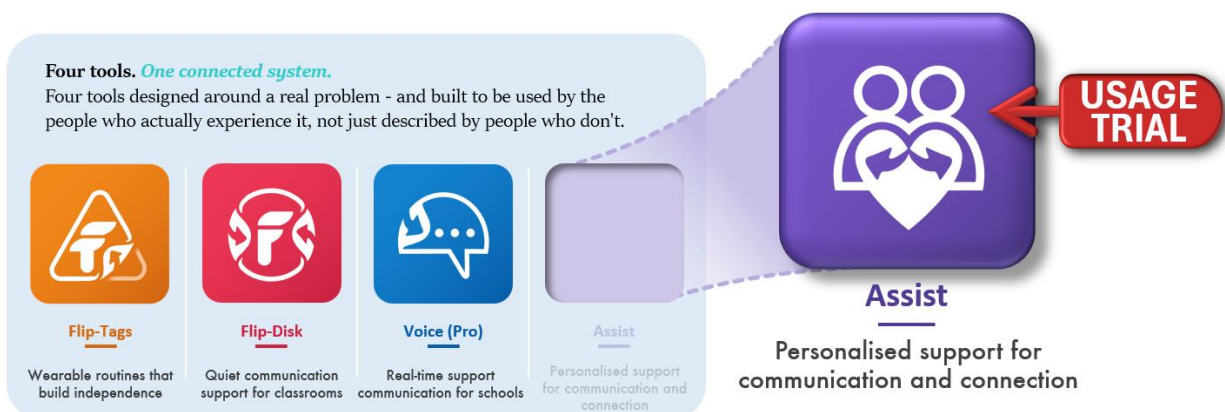 Four tools. One connected system.
Four tools designed around a real problem - and built to be used by the
people who actually experience it, not just described by people who don't.
Flip-Tags
Wearable routines that
build independence
Flip-Disk
Quiet communication
support for classrooms
Voice (Pro)
Real-time support
communication for schools
Assist
Personalised support
for communication and
connection
USAGE
TRIAL
Assist
Personalised support for
communication and connection